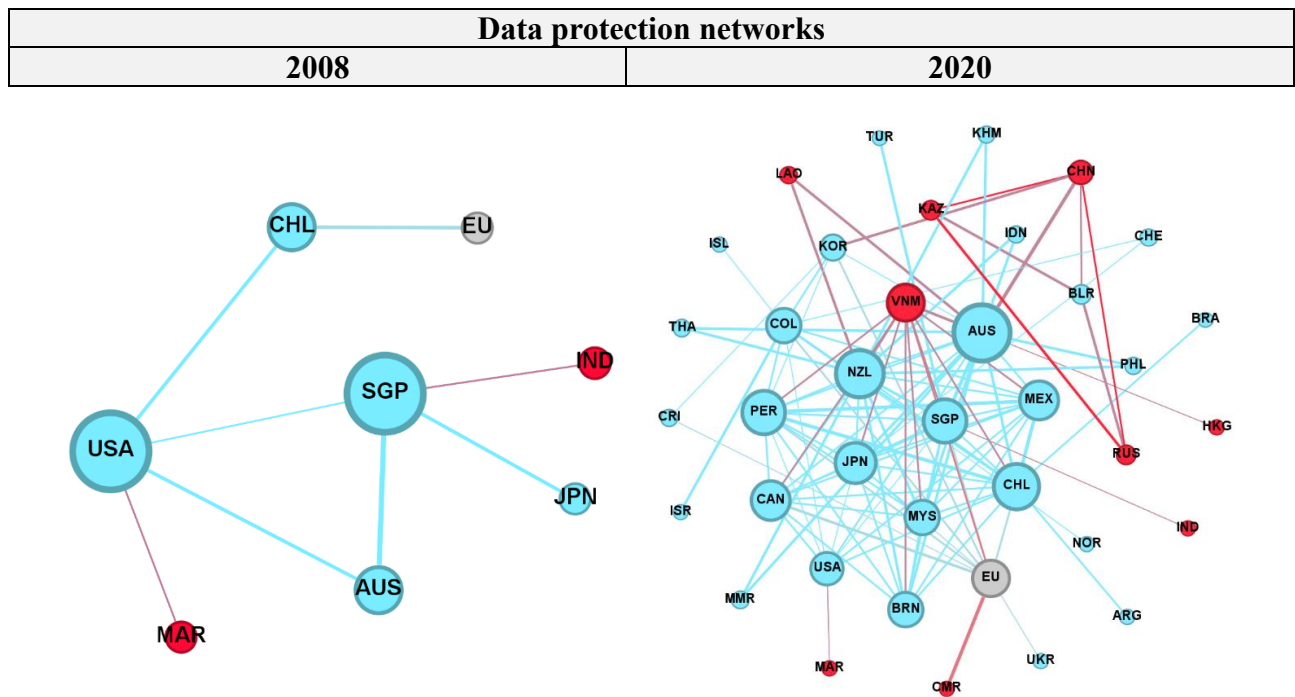 Data protection networks
2008 2020
CHL
EU
IND
SGP
USA
JPN
AUS
MAR
TUR
KHM
LAO
CHN
KAZ
ISL
KOR
IDN
CHE
BLR
VNM
THA
COL
AUS
BRA
PHL
NZL
PER
MEX
CRI
SGP
HKG
JPN
RUS
CAN
CHL
ISR
MYS
IND
NOR
USA
EU
MMR
BRN
ARG
UKR
MAR
CMR